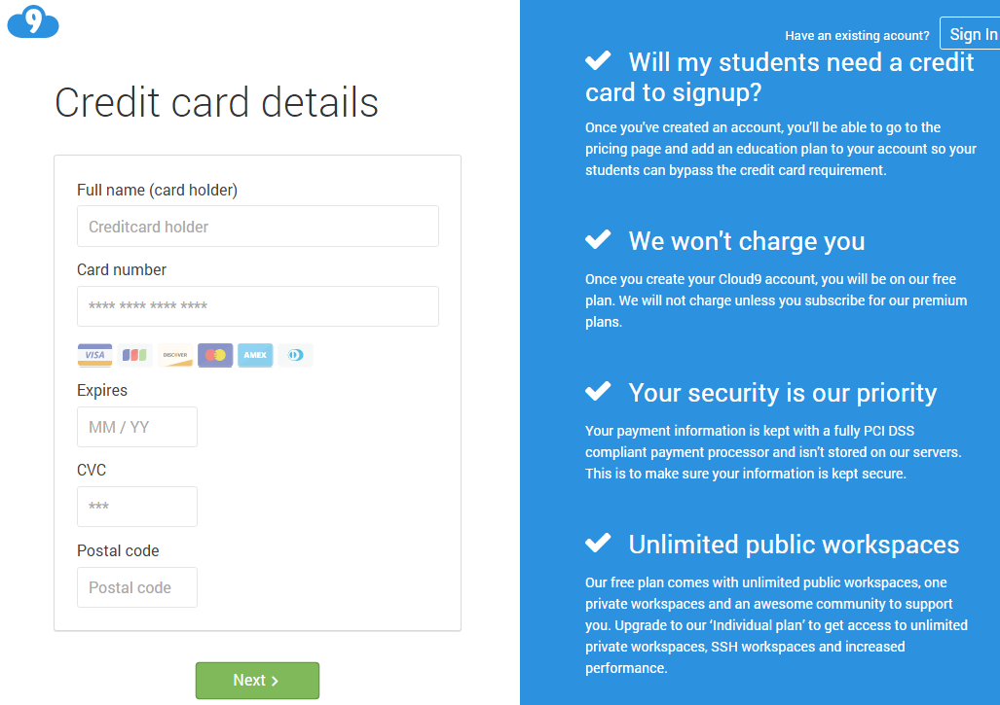 9
Credit card details
Full name (card holder)
Creditcard holder
Card number
**** **** **** ****
VISA
DISCOVER
AMEX
Expires
MM / YY
CVC
***
Postal code
Postal code
Next
Have an existing acount?
Sign In
Will my students need a credit
card to signup?
Once you've created an account, you'll be able to go to the
pricing page and add an education plan to your account so your
students can bypass the credit card requirement.
We won't charge you
Once you create your Cloud9 account, you will be on our free
plan. We will not charge unless you subscribe for our premium
plans.
Your security is our priority
Your payment information is kept with a fully PCI DSS
compliant payment processor and isn't stored on our servers.
This is to make sure your information is kept secure.
Unlimited public workspaces
Our free plan comes with unlimited public workspaces, one
private workspaces and an awesome community to support
you. Upgrade to our ‘Individual plan’ to get access to unlimited
private workspaces, SSH workspaces and increased
performance.